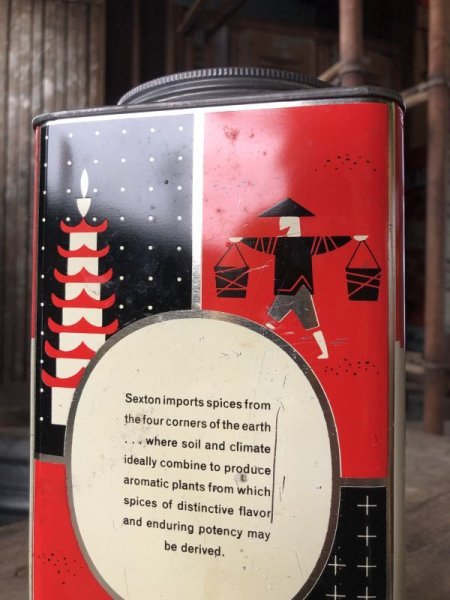 Sexton imports spices from
the four corners of the earth
. . . where soil and climate
ideally combine to produce
aromatic plants from which
spices of distinctive flavor
and enduring potency may
be derived.